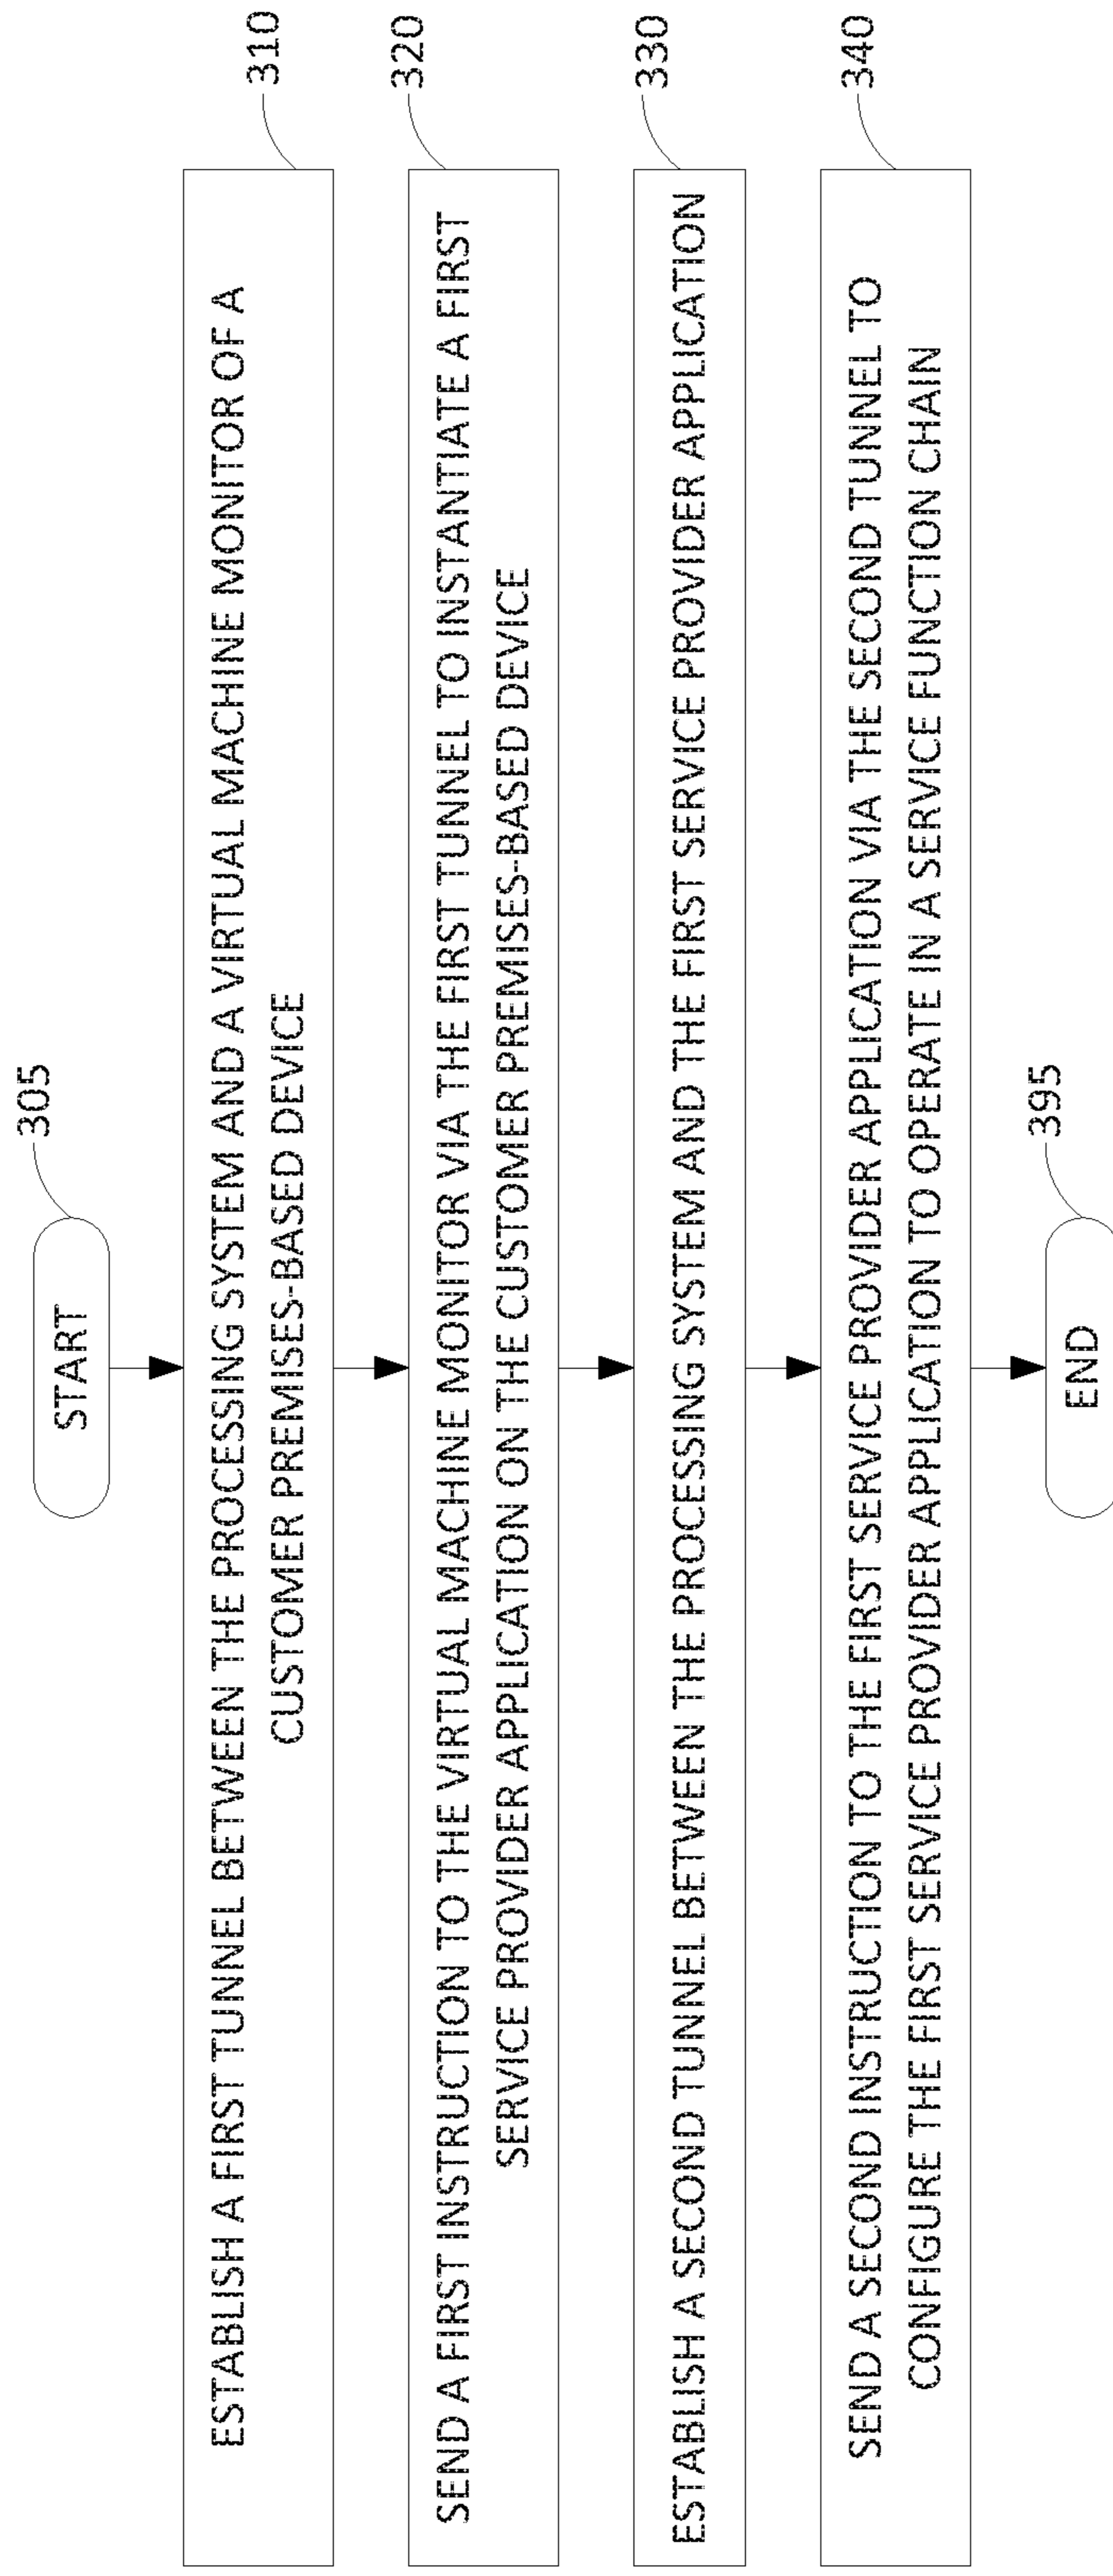 305
START
310
ESTABLISH A FIRST TUNNEL BETWEEN THE PROCESSING SYSTEM AND A VIRTUAL MACHINE MONITOR OF A
CUSTOMER PREMISES-BASED DEVICE
320
SEND A FIRST INSTRUCTION TO THE VIRTUAL MACHINE MONITOR VIA THE FIRST TUNNEL TO INSTANTIATE A FIRST
SERVICE PROVIDER APPLICATION ON THE CUSTOMER PREMISES-BASED DEVICE
330
ESTABLISH A SECOND TUNNEL BETWEEN THE PROCESSING SYSTEM AND THE FIRST SERVICE PROVIDER APPLICATION
340
SEND A SECOND INSTRUCTION TO THE FIRST SERVICE PROVIDER APPLICATION VIA THE SECOND TUNNEL TO
CONFIGURE THE FIRST SERVICE PROVIDER APPLICATION TO OPERATE IN A SERVICE FUNCTION CHAIN
395
END